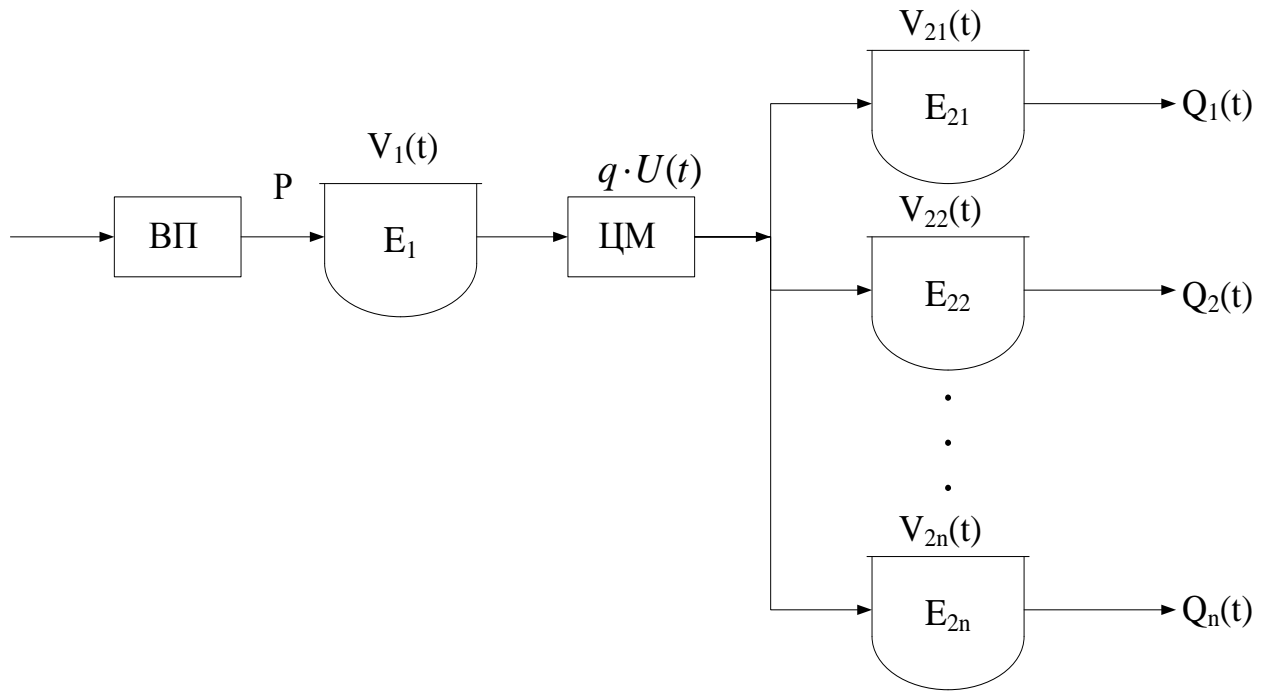 V₂₁(t)
E₂₁
Q₁(t)
V₁(t)
q·U(t)
P
ВП
E₁
ЦМ
V₂₂(t)
E₂₂
Q₂(t)
V₂ₙ(t)
E₂ₙ
Qₙ(t)